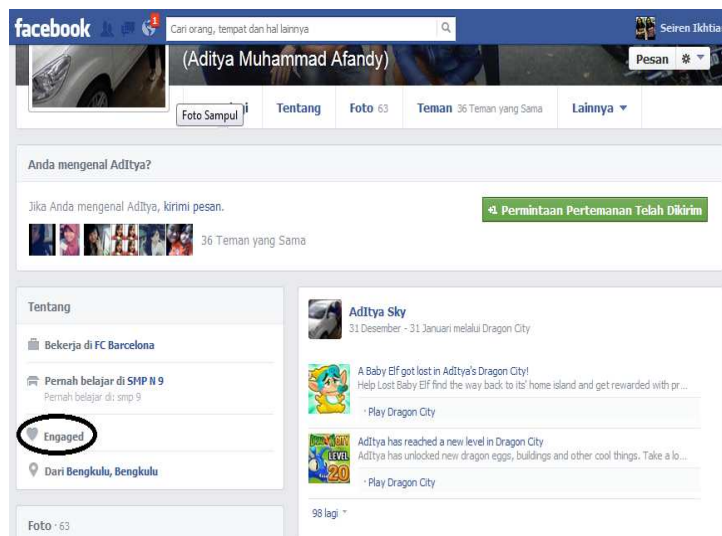 facebook
1
Cari orang, tempat dan hal lainnya
Seiren Ikhtia
(Aditya Muhammad Afandy)
Pesan
Foto Sampul
Tentang
Foto 63
Teman 36 Teman yang Sama
Lainnya
Anda mengenal AdItya?
Jika Anda mengenal AdItya, kirimi pesan.
+1 Permintaan Pertemanan Telah Dikirim
36 Teman yang Sama
Tentang
Bekerja di FC Barcelona
Pernah belajar di SMP N 9
Pernah belajar di: smp 9
Engaged
Dari Bengkulu, Bengkulu
Foto · 63
AdItya Sky
31 Desember - 31 Januari melalui Dragon City
A Baby Elf got lost in AdItya's Dragon City!
Help Lost Baby Elf find the way back to its' home island and get rewarded with pr...
· Play Dragon City
LEVEL
20
AdItya has reached a new level in Dragon City
AdItya has unlocked new dragon eggs, buildings and other cool things. Take a lo...
· Play Dragon City
98 lagi